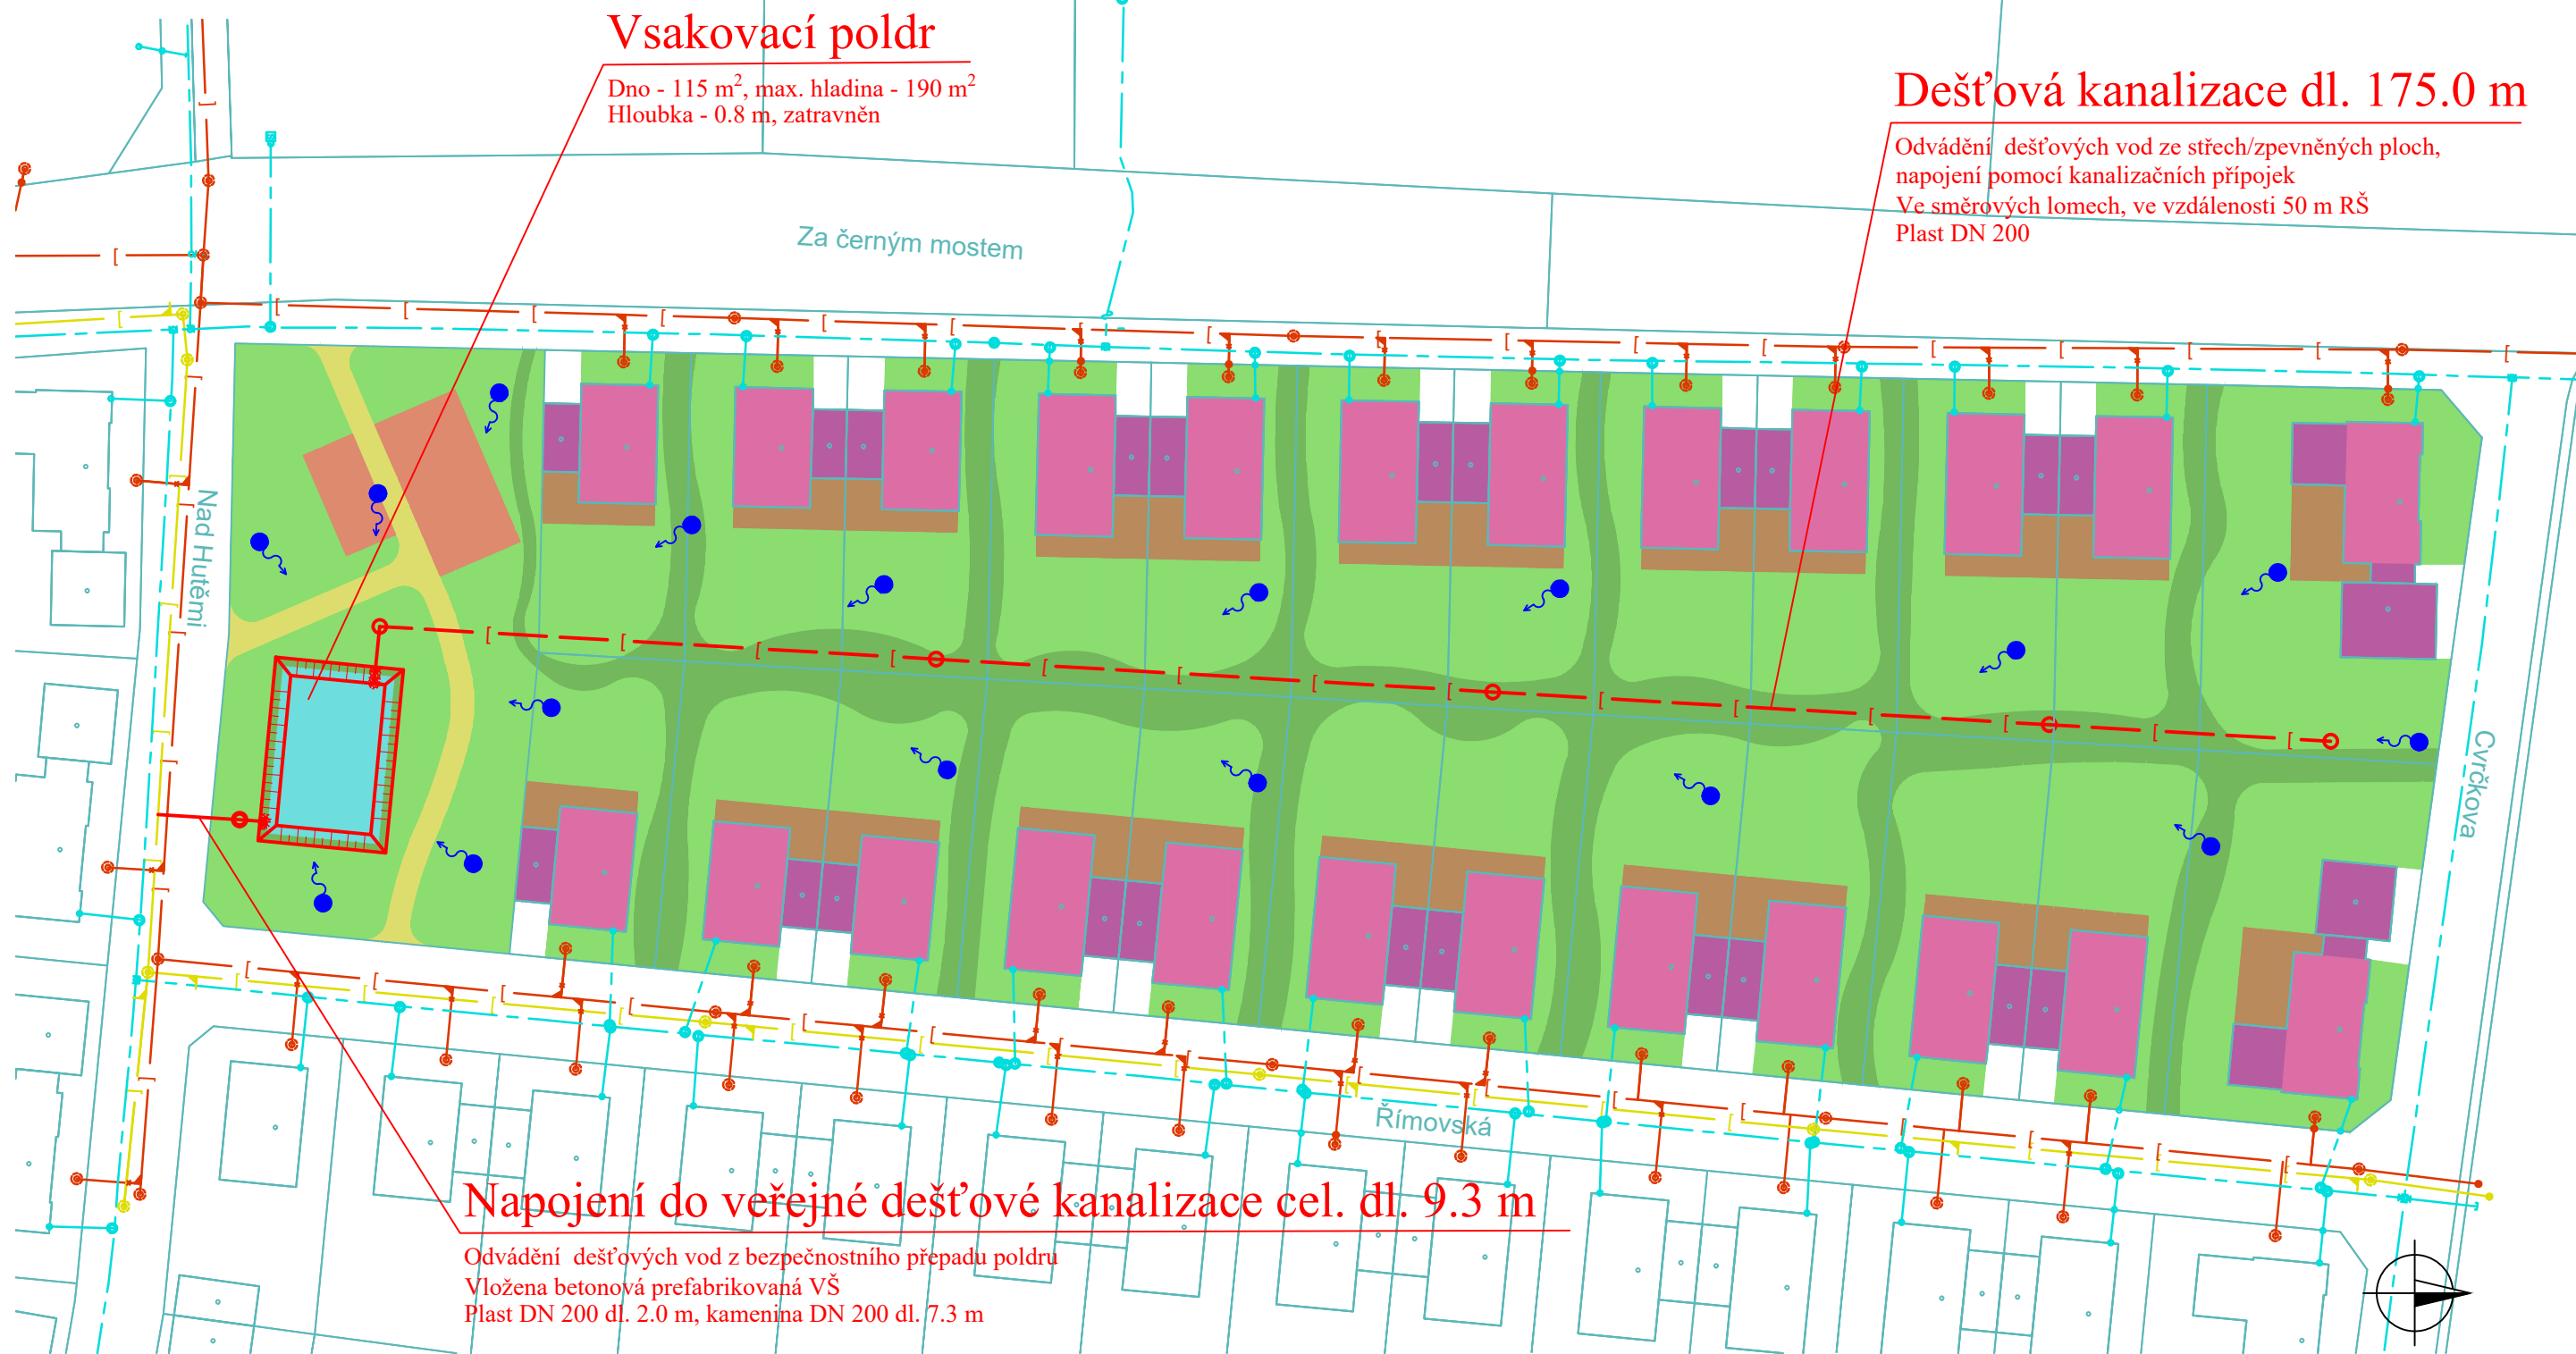 Vsakovací poldr
Dno - 115 m², max. hladina - 190 m²
Hloubka - 0.8 m, zatravněn
Dešťová kanalizace dl. 175.0 m
Odvádění dešťových vod ze střech/zpevněných ploch,
napojení pomocí kanalizačních přípojek
Ve směrových lomech, ve vzdálenosti 50 m RŠ
Plast DN 200
Za černým mostem
Nad Hutěmi
Cvrčkova
Římovská
Napojení do veřejné dešťové kanalizace cel. dl. 9.3 m
Odvádění dešťových vod z bezpečnostního přepadu poldru
Vložena betonová prefabrikovaná VŠ
Plast DN 200 dl. 2.0 m, kamenina DN 200 dl. 7.3 m